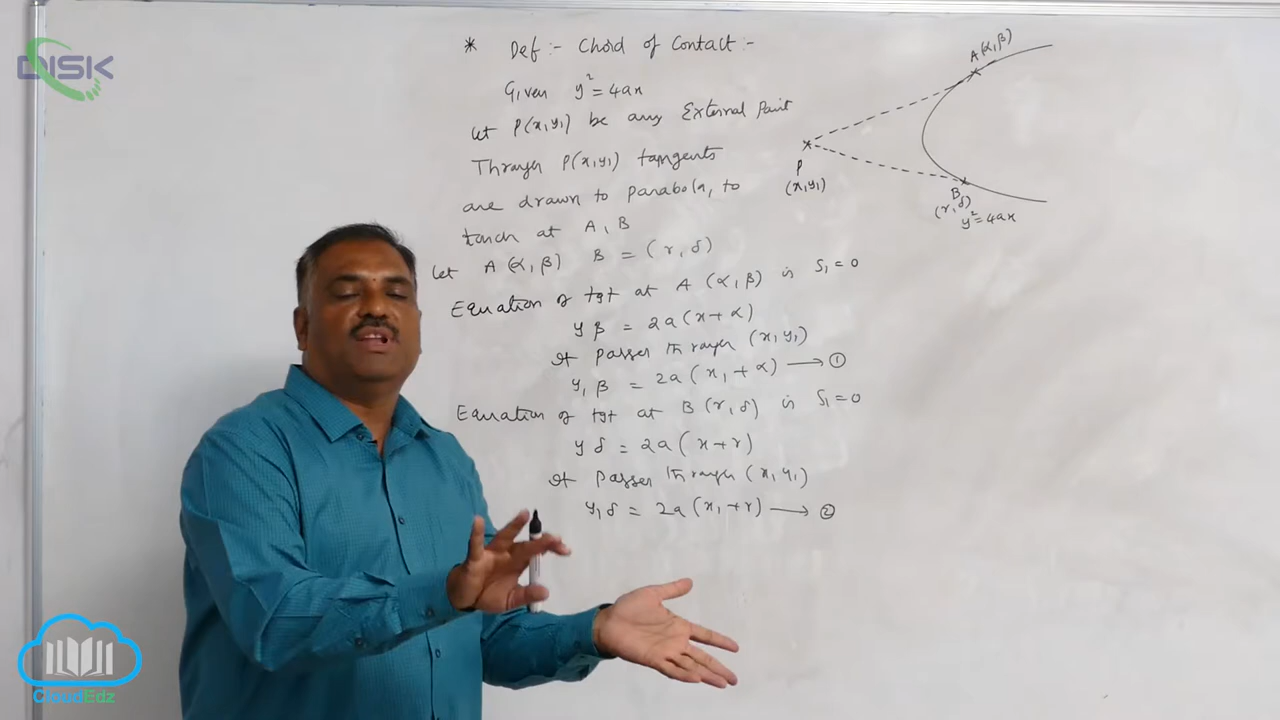 DISK
* Def :- Chord of Contact :-
Given y² = 4ax
let P(x₁y₁) be any External Point
Through P(x₁y₁) tangents
are drawn to parabola, to
touch at A, B
let A(α, β) B = (r, δ)
Equation of tgt at A(α, β) is S₁ = 0
yβ = 2a(x + α)
It passes through (x₁, y₁)
y₁β = 2a(x₁ + α) → ①
Equation of tgt at B(r, δ) is S₁ = 0
yδ = 2a(x + r)
It passes through (x₁, y₁)
y₁δ = 2a(x₁ + r) → ②
A(α, β)
P
(x₁, y₁)
B
(r, δ)
y² = 4ax
CloudEdz